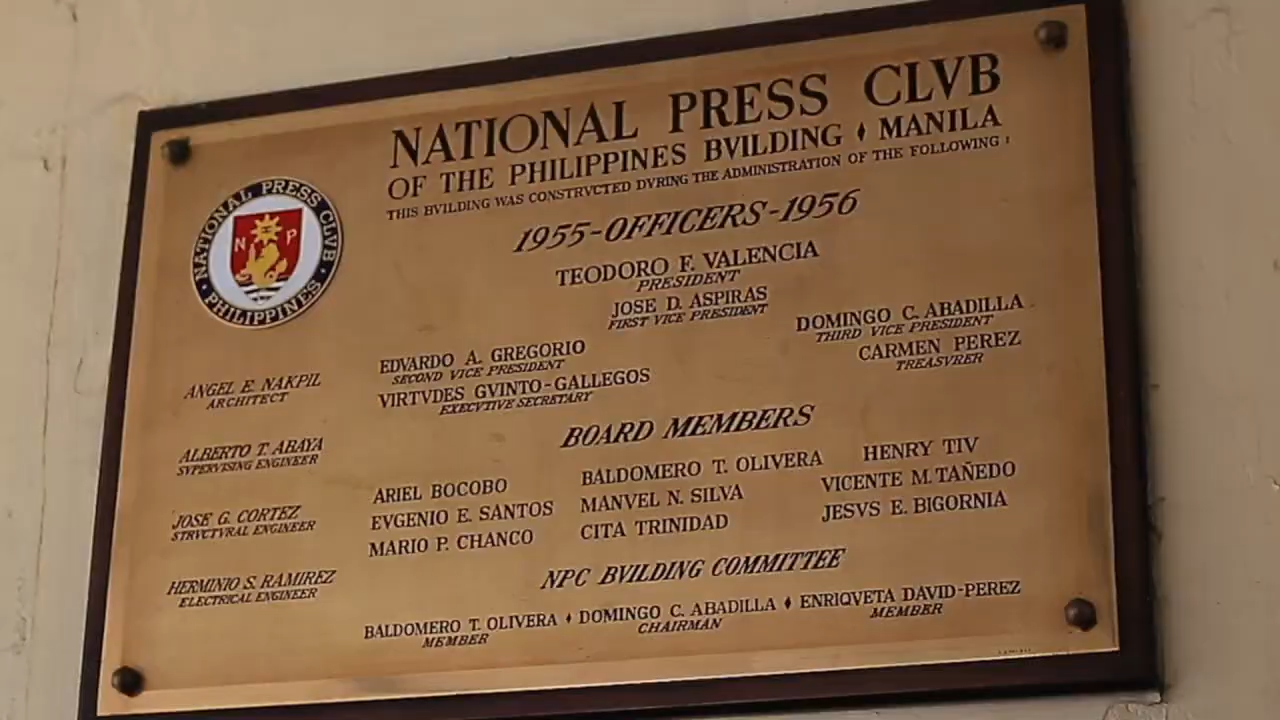 NATIONAL PRESS CLVB
OF THE PHILIPPINES BVILDING ♦ MANILA
THIS BVILDING WAS CONSTRVCTED DVRING THE ADMINISTRATION OF THE FOLLOWING :
NATIONAL PRESS CLVB
• PHILIPPINES •
N P
1955-OFFICERS-1956
TEODORO F. VALENCIA
PRESIDENT
JOSE D. ASPIRAS
FIRST VICE PRESIDENT
EDVARDO A. GREGORIO
SECOND VICE PRESIDENT
DOMINGO C. ABADILLA
THIRD VICE PRESIDENT
VIRTVDES GVINTO-GALLEGOS
EXECVTIVE SECRETARY
CARMEN PEREZ
TREASVRER
ANGEL E. NAKPIL
ARCHITECT
ALBERTO T. ABAYA
SVPERVISING ENGINEER
JOSE G. CORTEZ
STRVCTVRAL ENGINEER
HERMINIO S. RAMIREZ
ELECTRICAL ENGINEER
BOARD MEMBERS
ARIEL BOCOBO
EVGENIO E. SANTOS
MARIO P. CHANCO
BALDOMERO T. OLIVERA
MANVEL N. SILVA
CITA TRINIDAD
HENRY TIV
VICENTE M. TAÑEDO
JESVS E. BIGORNIA
NPC BVILDING COMMITTEE
BALDOMERO T. OLIVERA ♦ DOMINGO C. ABADILLA ♦ ENRIQVETA DAVID-PEREZ
MEMBER CHAIRMAN MEMBER